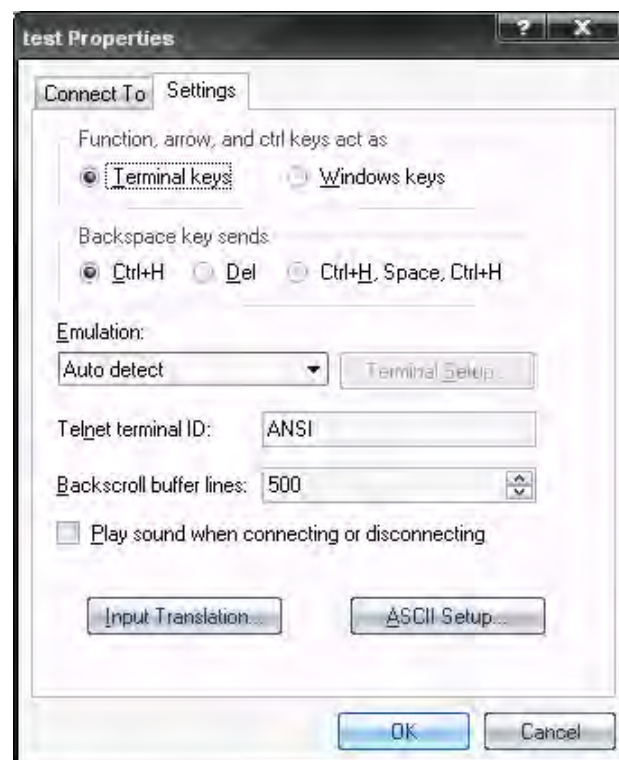 test Properties
? X
Connect To Settings
Function, arrow, and ctrl keys act as
Terminal keys Windows keys
Backspace key sends
Ctrl+H Del Ctrl+H, Space, Ctrl+H
Emulation:
Auto detect Terminal Setup...
Telnet terminal ID: ANSI
Backscroll buffer lines: 500
Play sound when connecting or disconnecting
Input Translation... ASCII Setup...
OK Cancel